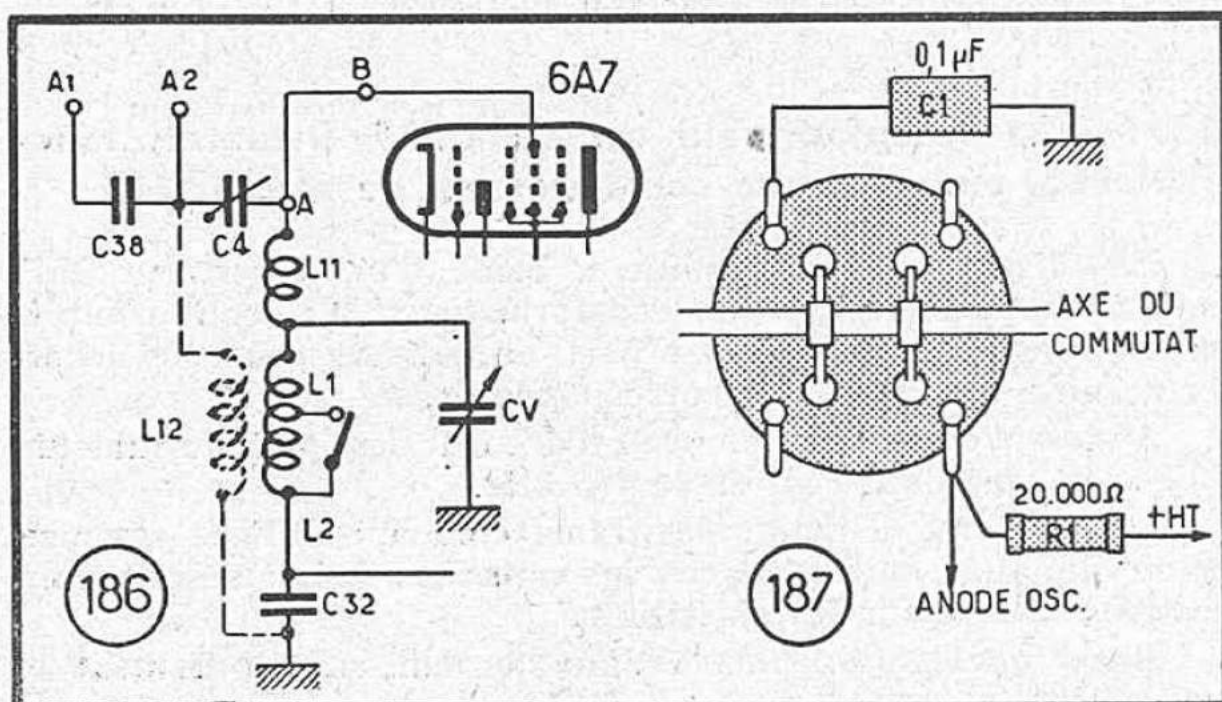 A1
A2
B
6A7
C38
C4
A
L11
L1
L12
CV
L2
C32
186
0,1µF
C1
AXE DU
COMMUTAT
20.000Ω
R1
+HT
ANODE OSC.
187